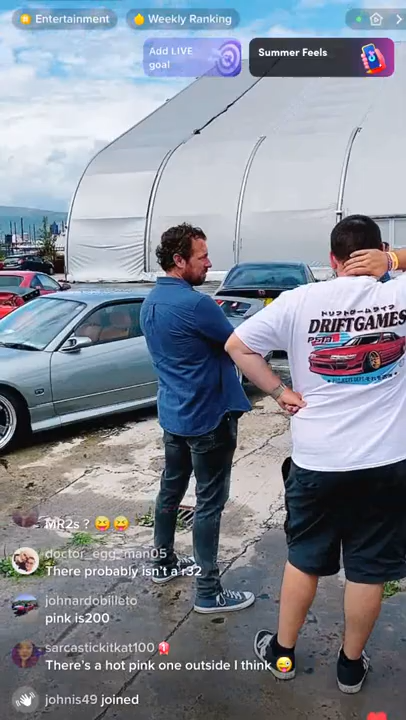 Entertainment
Weekly Ranking
Add LIVE
goal
Summer Feels
ドリフトゲームライフ
DRIFTGAMES
MR2s ? 😜😜
doctor_egg_man05
There probably isn't a r32
johnardobilleto
pink is200
sarcastickitkat100
There's a hot pink one outside I think 😜
johnis49 joined